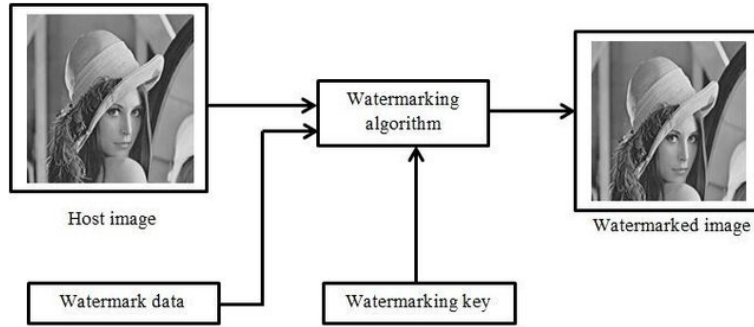 Watermarking
algorithm
Host image
Watermarked image
Watermark data
Watermarking key